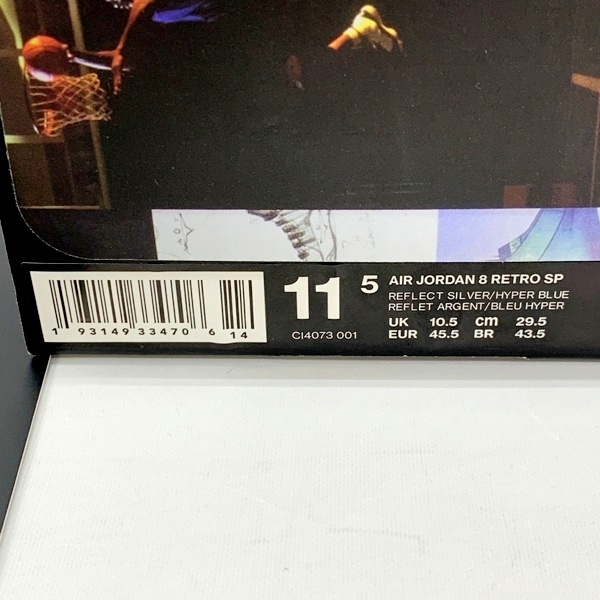 1 93149 33470 6 14
11 5
CI4073 001
AIR JORDAN 8 RETRO SP
REFLECT SILVER/HYPER BLUE
REFLET ARGENT/BLEU HYPER
UK 10.5 cm 29.5
EUR 45.5 BR 43.5